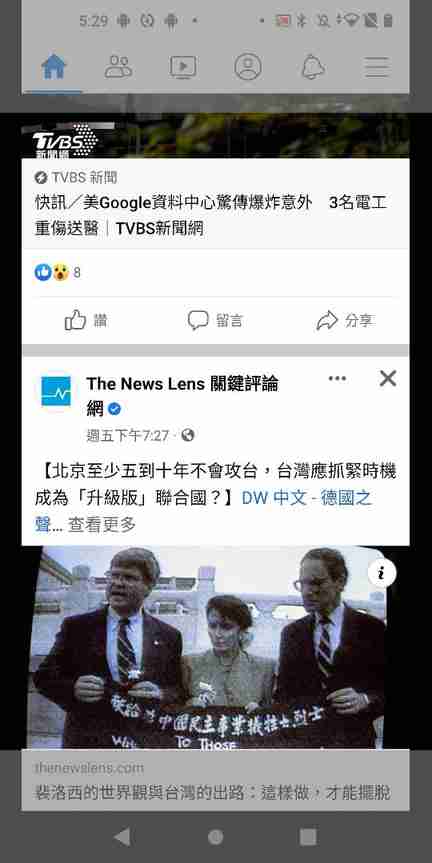 5:29
TVBS
新聞網
TVBS 新聞
快訊／美Google資料中心驚傳爆炸意外　3名電工
重傷送醫｜TVBS新聞網
8
讚 留言 分享
The News Lens 關鍵評論
網
週五下午7:27 ·
【北京至少五到十年不會攻台，台灣應抓緊時機
成為「升級版」聯合國？】DW 中文 - 德國之
聲... 查看更多
獻給為中國民主事業犧牲士烈士
TO THOSE
thenewslens.com
裴洛西的世界觀與台灣的出路：這樣做，才能擺脫